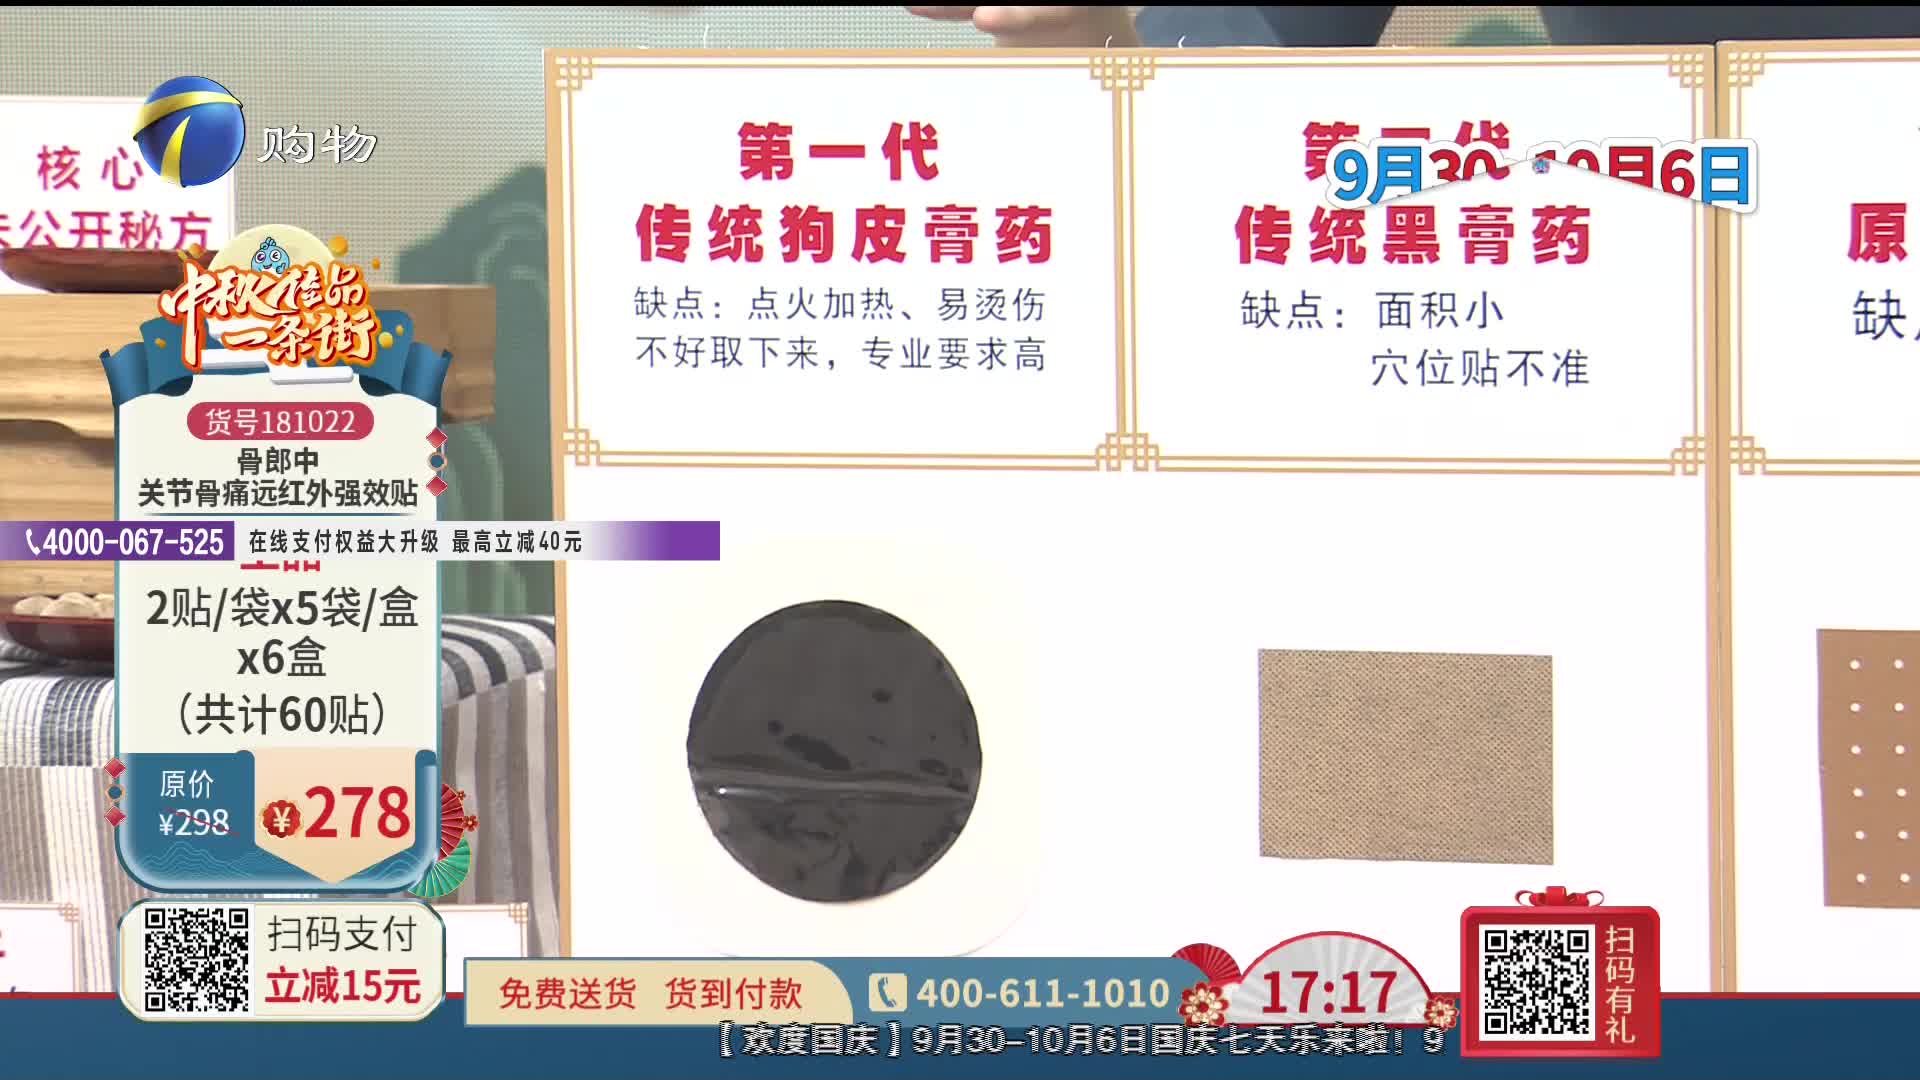 购物
核心
公开秘方
中秋佳品
一条街
货号181022
骨郎中
关节骨痛远红外强效贴
4000-067-525
在线支付权益大升级 最高立减40元
2贴/袋x5袋/盒
x6盒
（共计60贴）
原价
¥298
¥278
扫码支付
立减15元
第一代
传统狗皮膏药
缺点：点火加热、易烫伤
不好取下来，专业要求高
9月30
10月6日
传统黑膏药
缺点：面积小
穴位贴不准
原
缺
免费送货 货到付款
400-611-1010
17:17
扫码有礼
【欢度国庆】9月30-10月6日国庆七天乐来啦！9